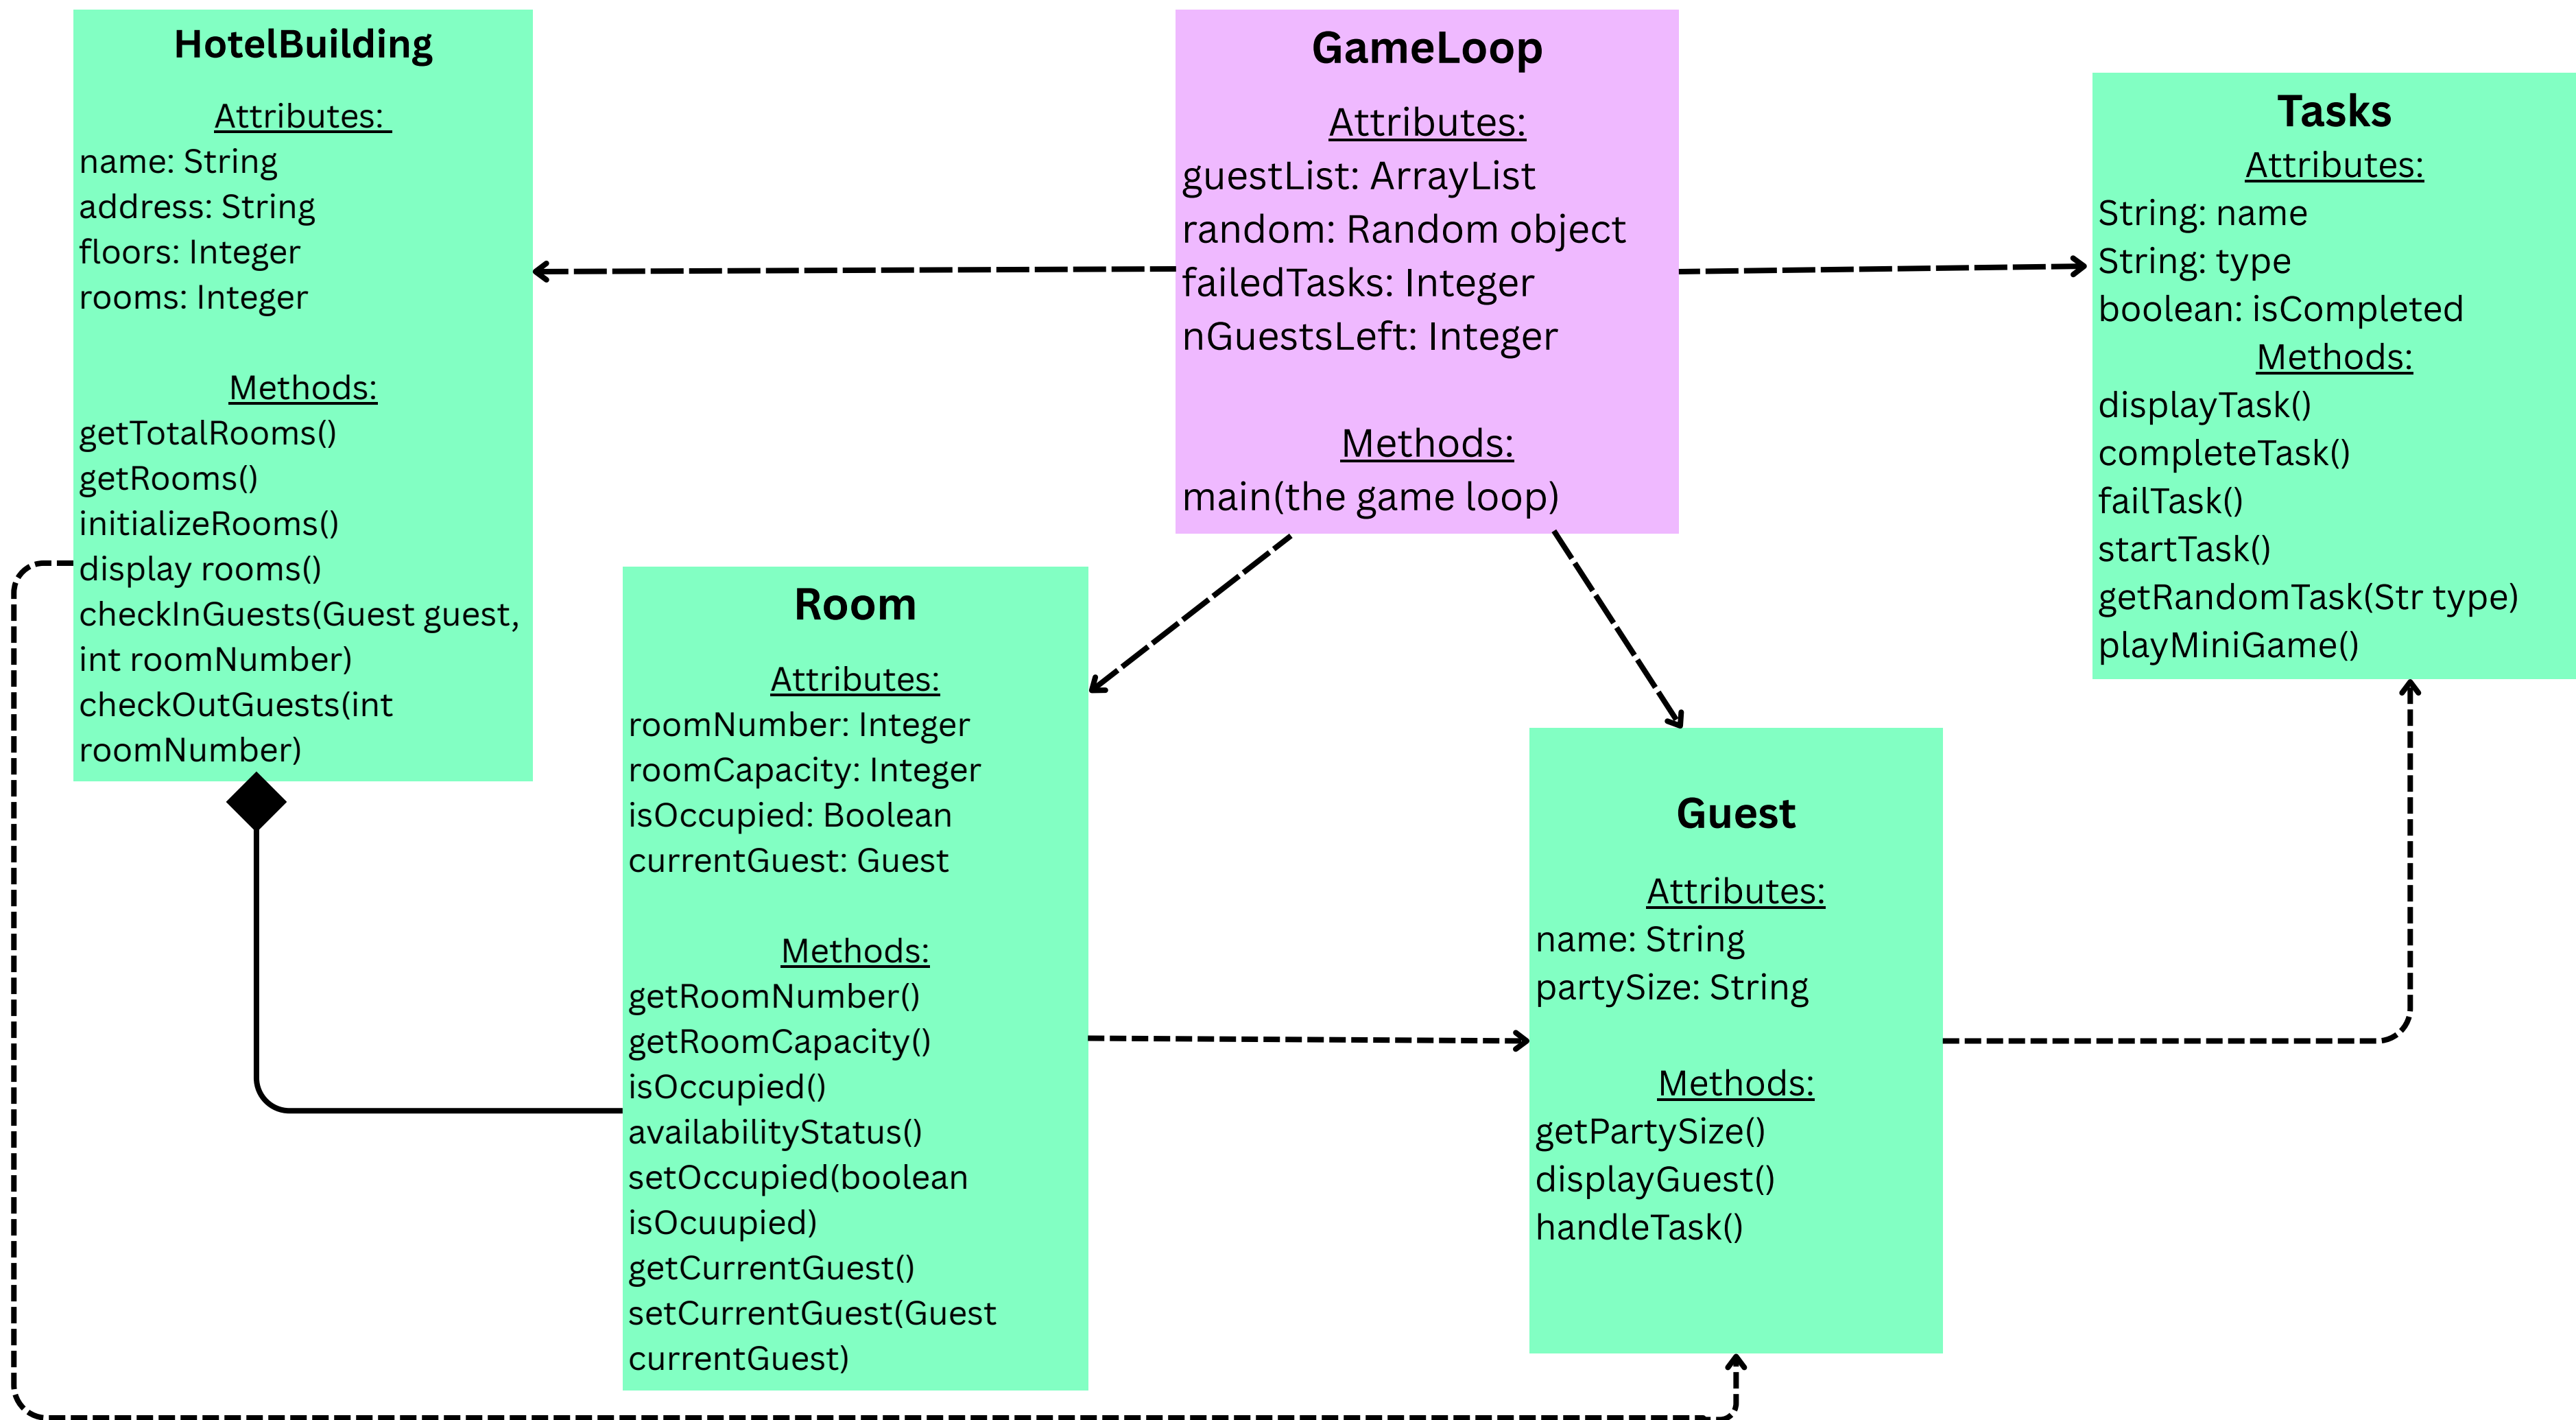 HotelBuilding
Attributes:
name: String
address: String
floors: Integer
rooms: Integer
Methods:
getTotalRooms()
getRooms()
initializeRooms()
display rooms()
checkInGuests(Guest guest,
int roomNumber)
checkOutGuests(int
roomNumber)
GameLoop
Attributes:
guestList: ArrayList
random: Random object
failedTasks: Integer
nGuestsLeft: Integer
Methods:
main(the game loop)
Tasks
Attributes:
String: name
String: type
boolean: isCompleted
Methods:
displayTask()
completeTask()
failTask()
startTask()
getRandomTask(Str type)
playMiniGame()
Room
Attributes:
roomNumber: Integer
roomCapacity: Integer
isOccupied: Boolean
currentGuest: Guest
Methods:
getRoomNumber()
getRoomCapacity()
isOccupied()
availabilityStatus()
setOccupied(boolean
isOcuupied)
getCurrentGuest()
setCurrentGuest(Guest
currentGuest)
Guest
Attributes:
name: String
partySize: String
Methods:
getPartySize()
displayGuest()
handleTask()